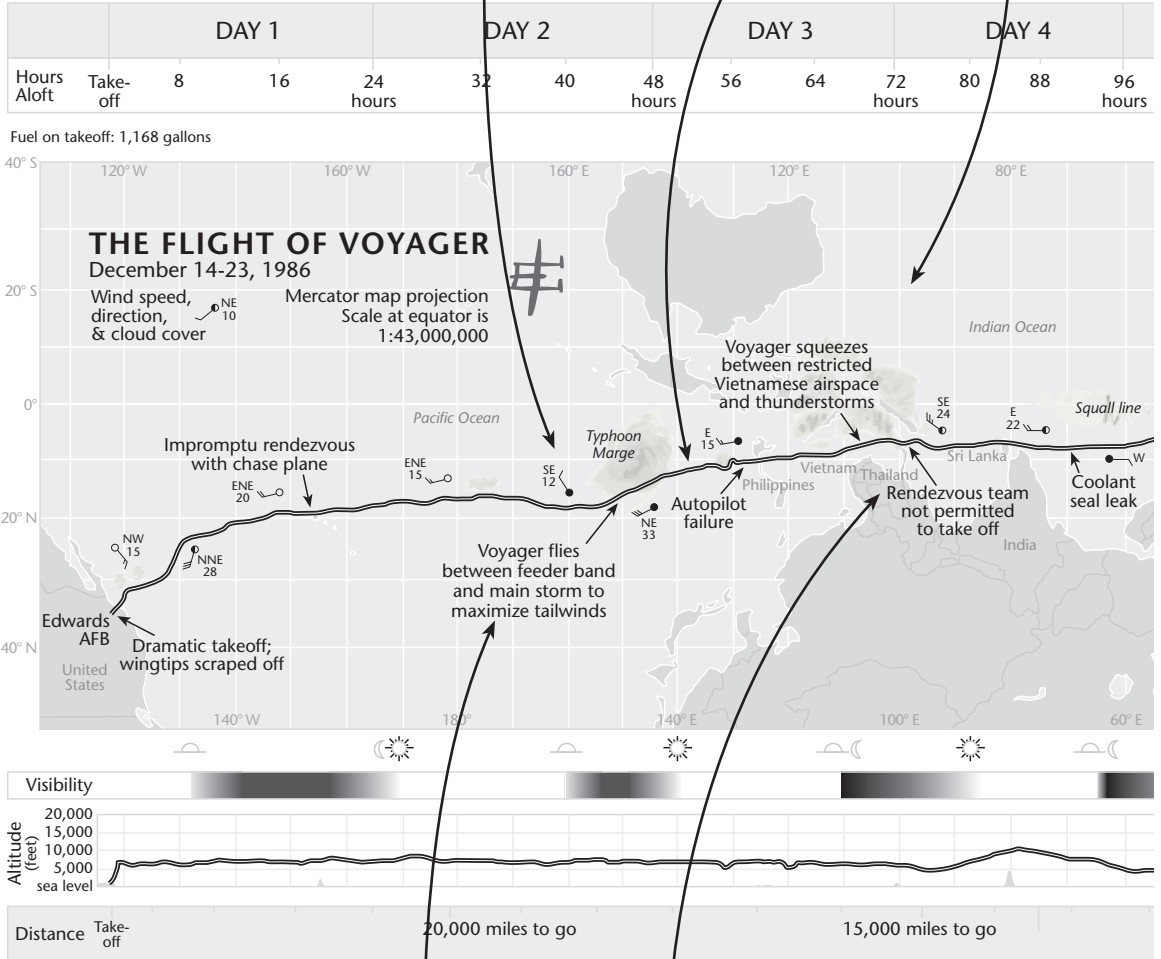 DAY 1
DAY 2
DAY 3
DAY 4
Hours
Aloft
Take-
off
8
16
24
hours
32
40
48
hours
56
64
72
hours
80
88
96
hours
Fuel on takeoff: 1,168 gallons
40° S
120° W
160° W
160° E
120° E
80° E
THE FLIGHT OF VOYAGER
December 14-23, 1986
Wind speed,
direction,
& cloud cover
NE
10
Mercator map projection
Scale at equator is
1:43,000,000
20° S
Indian Ocean
Voyager squeezes
between restricted
Vietnamese airspace
and thunderstorms
0°
Pacific Ocean
Typhoon
Marge
SE
24
E
22
Squall line
Impromptu rendezvous
with chase plane
ENE
20
ENE
15
SE
12
E
15
W
Sri Lanka
Vietnam
Thailand
Philippines
Coolant
seal leak
Autopilot
failure
Rendezvous team
not permitted
to take off
20° N
NE
33
India
NW
15
NNE
28
Voyager flies
between feeder band
and main storm to
maximize tailwinds
Edwards
AFB
Dramatic takeoff;
wingtips scraped off
40° N
United
States
140° W
180°
140° E
100° E
60° E
Visibility
Altitude
(feet)
20,000
15,000
10,000
5,000
sea level
Distance
Take-
off
20,000 miles to go
15,000 miles to go